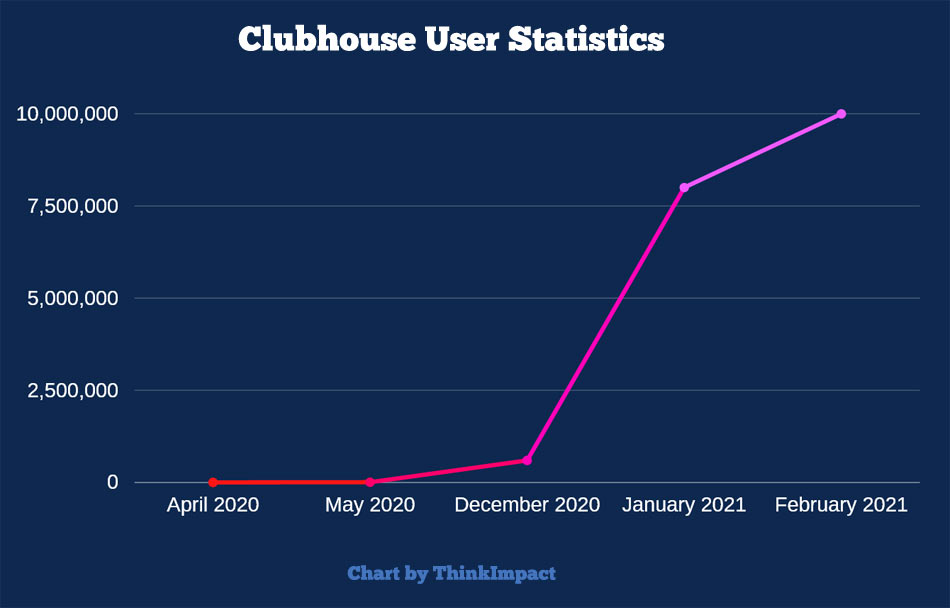 Clubhouse User Statistics
10,000,000
7,500,000
5,000,000
2,500,000
0
April 2020 May 2020 December 2020 January 2021 February 2021
Chart by ThinkImpact